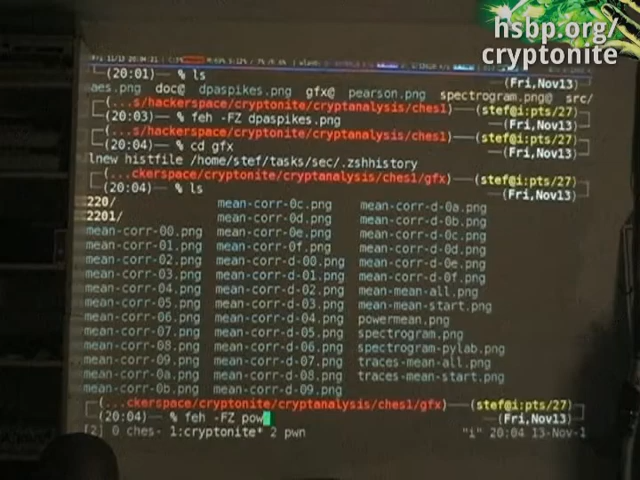 hsbp.org/
cryptonite
(20:01)— % ls
(Fri,Nov13)
aes.png doc@ dpaspikes.png gfx@ pearson.png spectrogram.png@ src/
(...s/hackerspace/cryptonite/cryptanalysis/ches1)—(stef@i:pts/27)
(20:03)— % feh -FZ dpaspikes.png (Fri,Nov13)
(...s/hackerspace/cryptonite/cryptanalysis/ches1)—(stef@i:pts/27)
(20:04)— % cd gfx (Fri,Nov13)
lnew histfile /home/stef/tasks/sec/.zshhistory
(...ckerspace/cryptonite/cryptanalysis/ches1/gfx)—(stef@i:pts/27)
(20:04)— % ls (Fri,Nov13)
220/ mean-corr-0c.png mean-corr-d-0a.png
2201/ mean-corr-0d.png mean-corr-d-0b.png
mean-corr-00.png mean-corr-0e.png mean-corr-d-0c.png
mean-corr-01.png mean-corr-0f.png mean-corr-d-0d.png
mean-corr-02.png mean-corr-d-00.png mean-corr-d-0e.png
mean-corr-03.png mean-corr-d-01.png mean-corr-d-0f.png
mean-corr-04.png mean-corr-d-02.png mean-mean-all.png
mean-corr-05.png mean-corr-d-03.png mean-mean-start.png
mean-corr-06.png mean-corr-d-04.png powermean.png
mean-corr-07.png mean-corr-d-05.png spectrogram.png
mean-corr-08.png mean-corr-d-06.png spectrogram-pylab.png
mean-corr-09.png mean-corr-d-07.png traces-mean-all.png
mean-corr-0a.png mean-corr-d-08.png traces-mean-start.png
mean-corr-0b.png mean-corr-d-09.png
(...ckerspace/cryptonite/cryptanalysis/ches1/gfx)—(stef@i:pts/27)
(20:04)— % feh -FZ pow (Fri,Nov13)
[2] 0 ches- 1:cryptonite* 2 pwn "i" 20:04 13-Nov-1